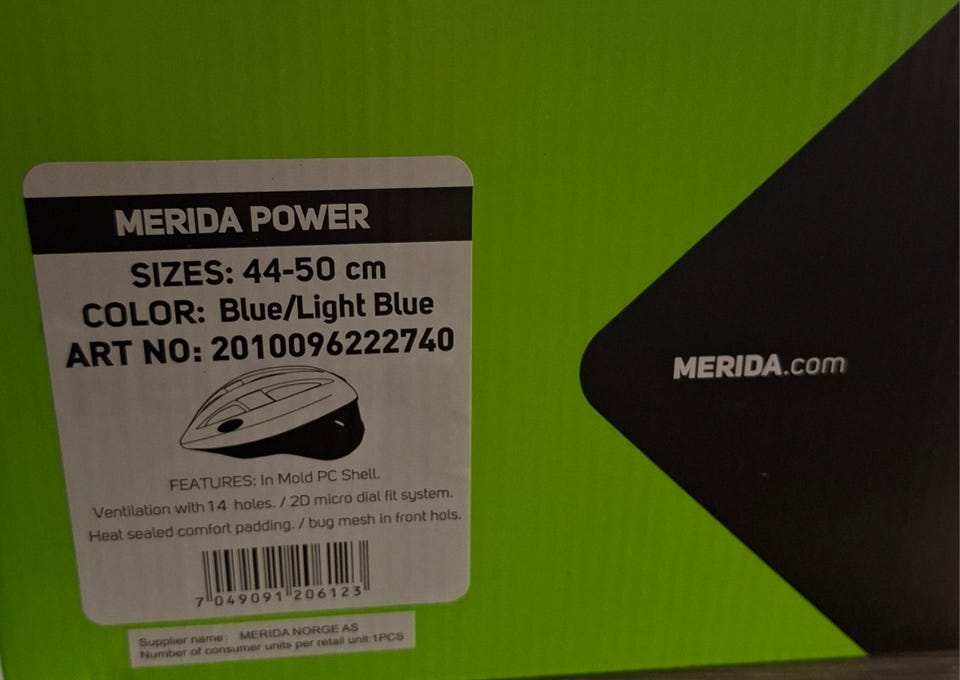 MERIDA POWER
SIZES: 44-50 cm
COLOR: Blue/Light Blue
ART NO: 2010096222740
FEATURES: In Mold PC Shell.
Ventilation with 14 holes. / 2D micro dial fit system.
Heat sealed comfort padding. / bug mesh in front hols.
7 049091 206123
Supplier name: MERIDA NORGE AS
Number of consumer units per retail unit:1PCS
MERIDA.com